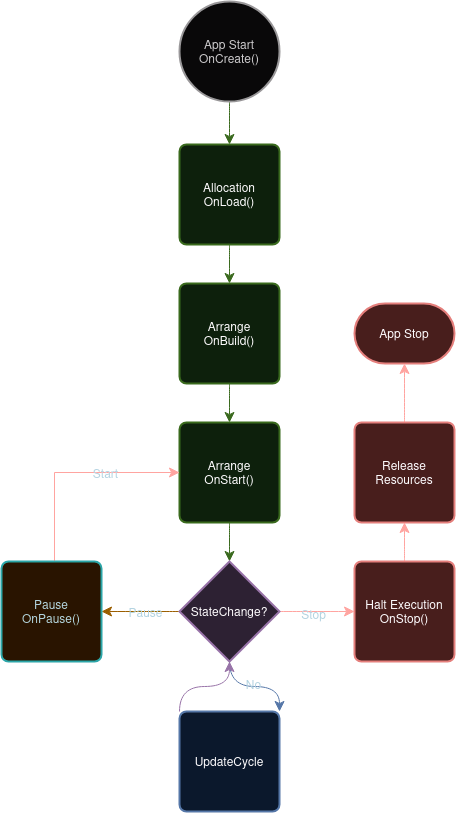 App Start
OnCreate()
Allocation
OnLoad()
Arrange
OnBuild()
App Stop
Arrange
OnStart()
Release
Resources
Start
Pause
OnPause()
Pause
StateChange?
Stop
Halt Execution
OnStop()
No
UpdateCycle